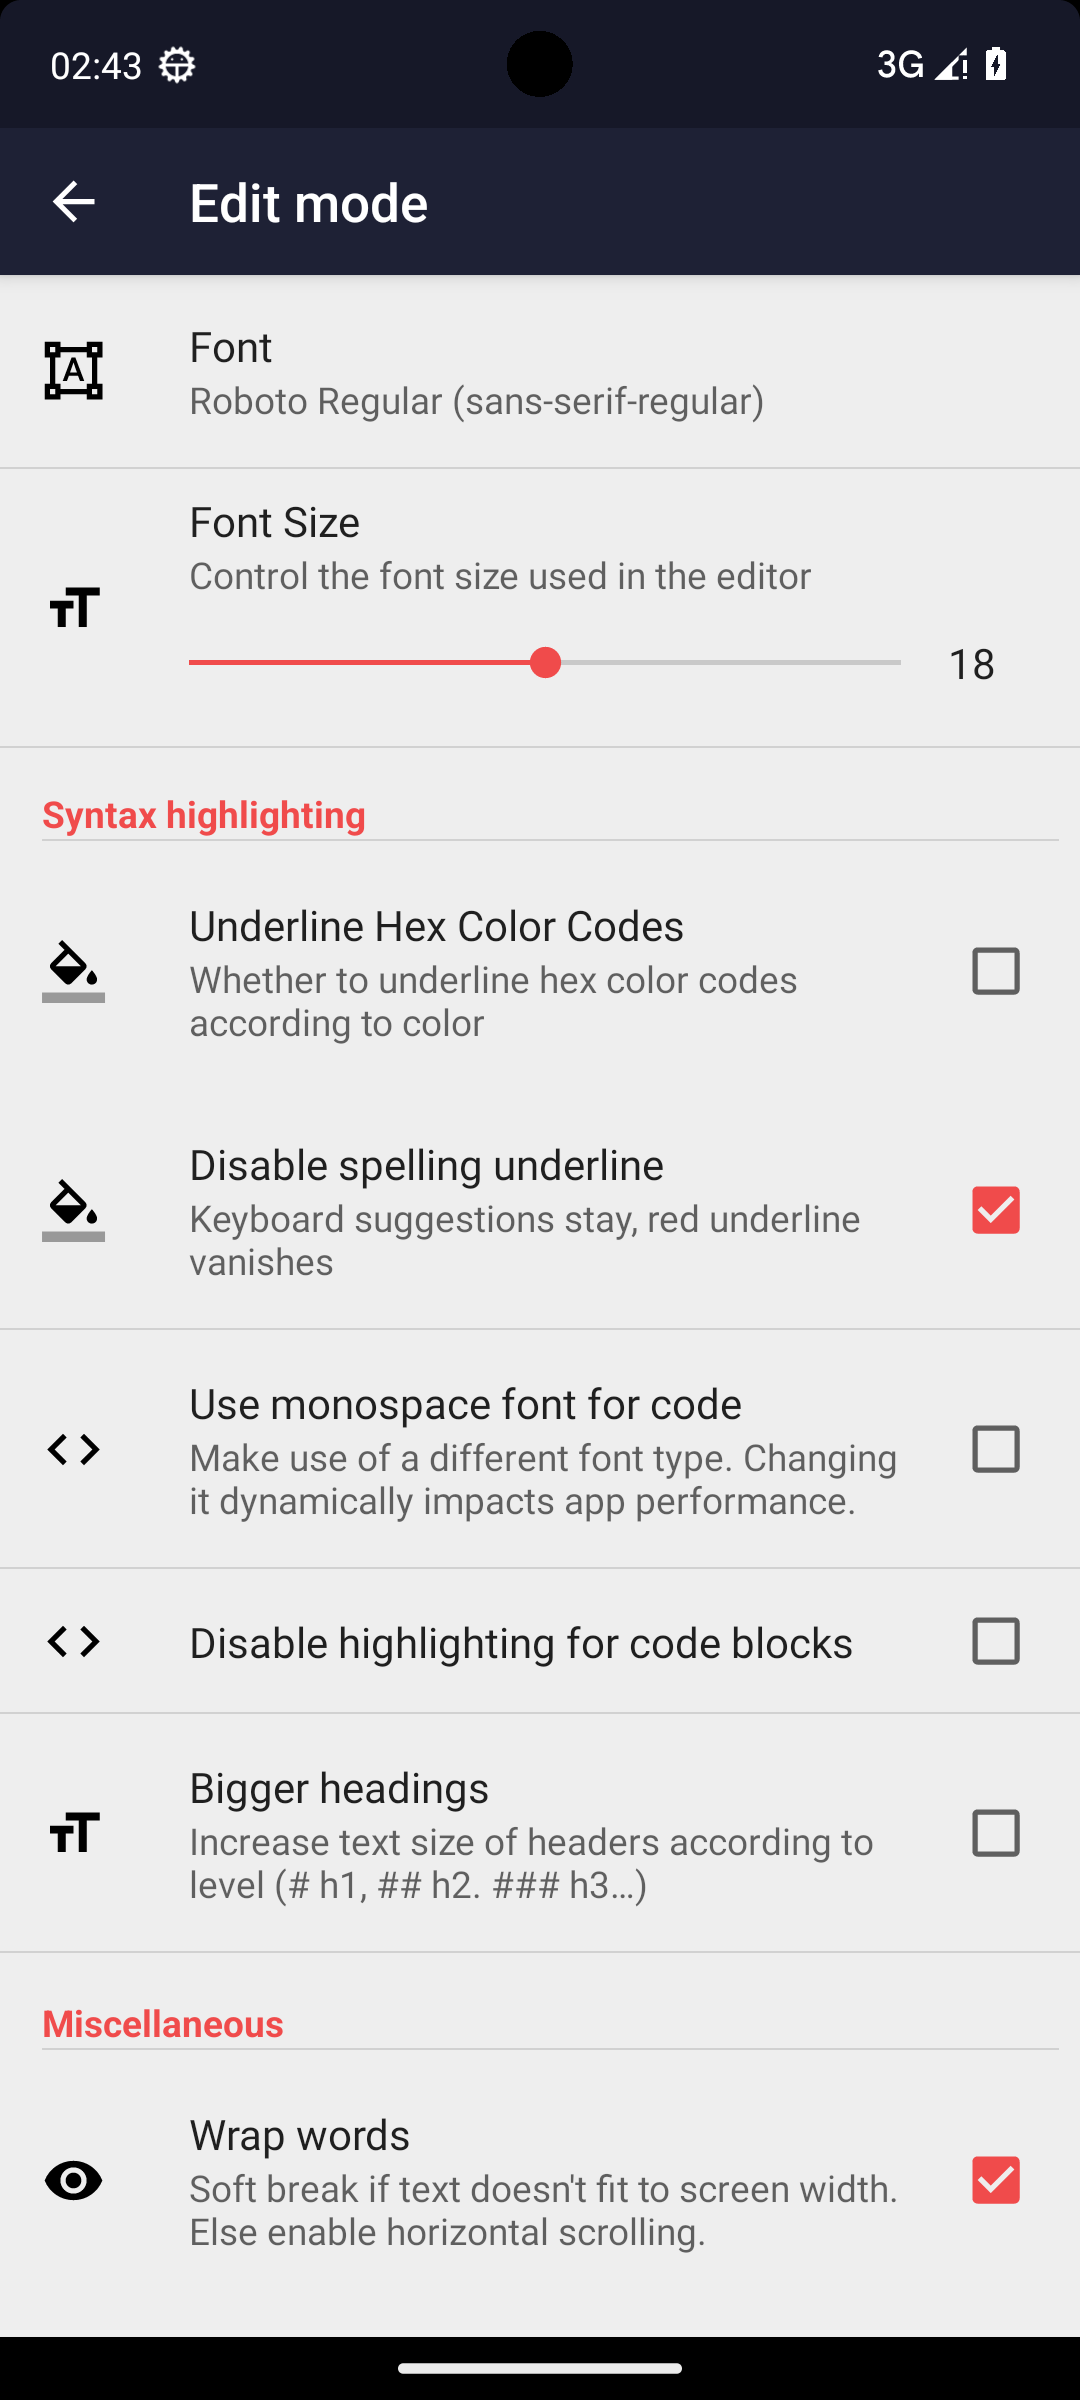 02:43
3G
Edit mode
Font
Roboto Regular (sans-serif-regular)
Font Size
Control the font size used in the editor
18
Syntax highlighting
Underline Hex Color Codes
Whether to underline hex color codes
according to color
Disable spelling underline
Keyboard suggestions stay, red underline
vanishes
Use monospace font for code
Make use of a different font type. Changing
it dynamically impacts app performance.
Disable highlighting for code blocks
Bigger headings
Increase text size of headers according to
level (# h1, ## h2. ### h3…)
Miscellaneous
Wrap words
Soft break if text doesn't fit to screen width.
Else enable horizontal scrolling.